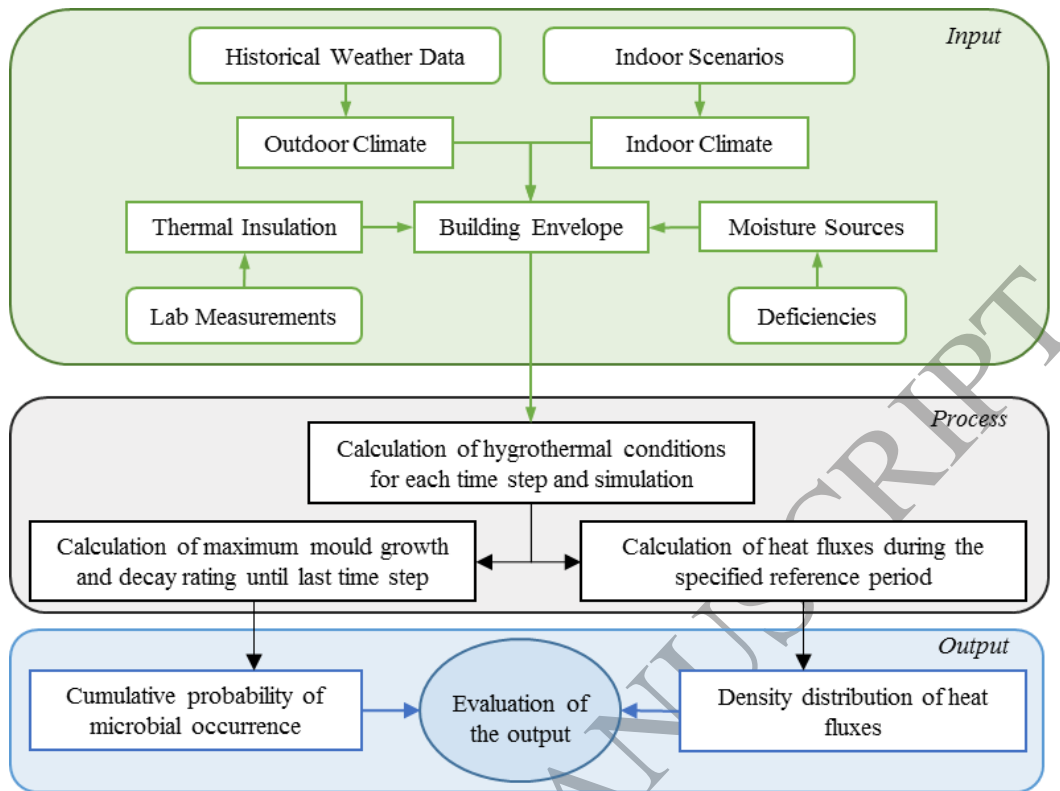 Input
Historical Weather Data
Indoor Scenarios
Outdoor Climate
Indoor Climate
Thermal Insulation
Building Envelope
Moisture Sources
Lab Measurements
Deficiencies
Process
Calculation of hygrothermal conditions
for each time step and simulation
Calculation of maximum mould growth
and decay rating until last time step
Calculation of heat fluxes during the
specified reference period
Output
Cumulative probability of
microbial occurrence
Evaluation of
the output
Density distribution of heat
fluxes
ANUSCRIPT